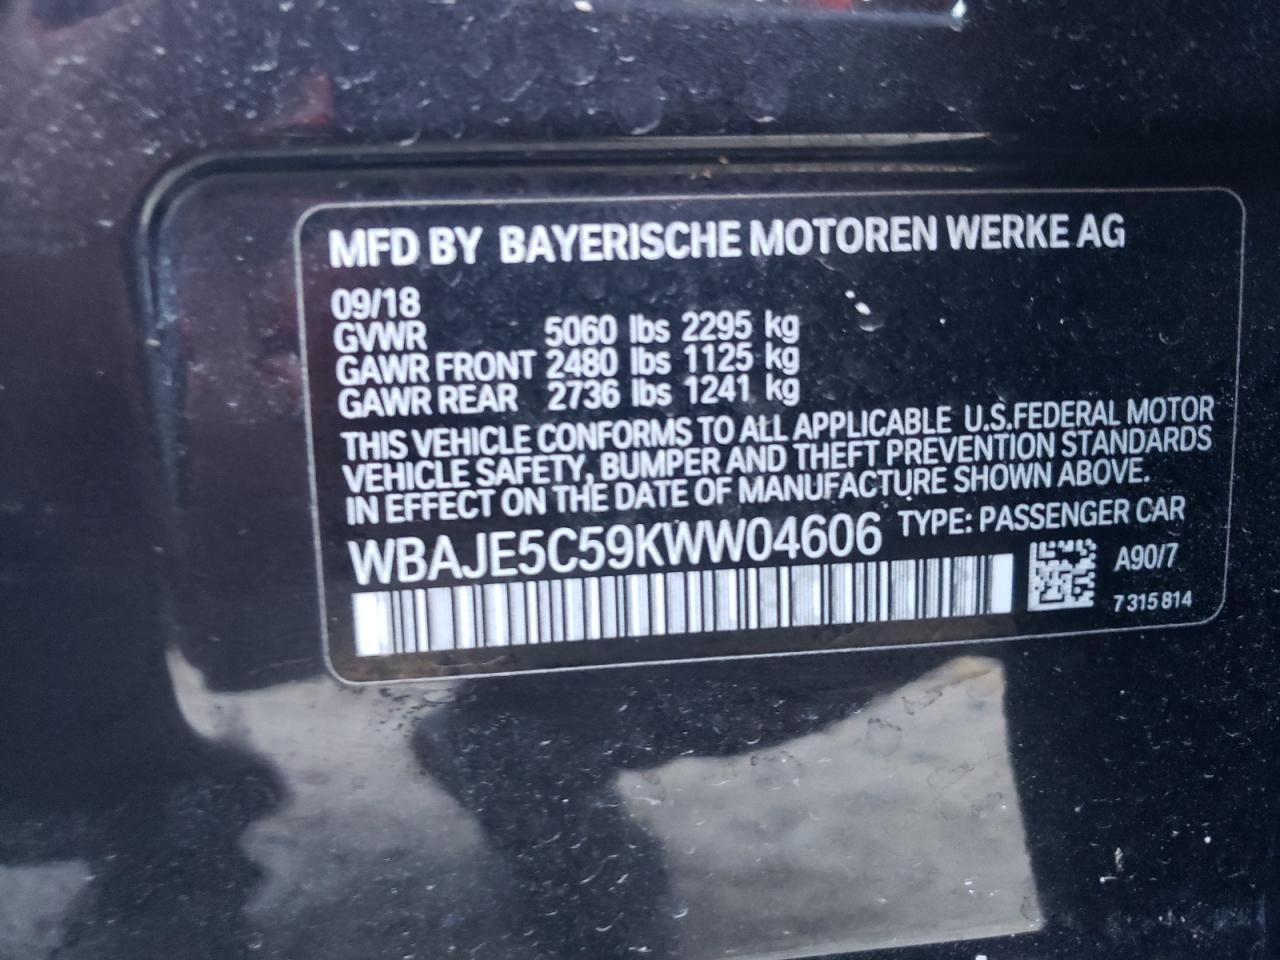 MFD BY BAYERISCHE MOTOREN WERKE AG
09/18
GVWR 5060 lbs 2295 kg
GAWR FRONT 2480 lbs 1125 kg
GAWR REAR 2736 lbs 1241 kg
THIS VEHICLE CONFORMS TO ALL APPLICABLE U.S.FEDERAL MOTOR
VEHICLE SAFETY, BUMPER AND THEFT PREVENTION STANDARDS
IN EFFECT ON THE DATE OF MANUFACTURE SHOWN ABOVE.
WBAJE5C59KWW04606 TYPE: PASSENGER CAR
A90/7
7 315 814